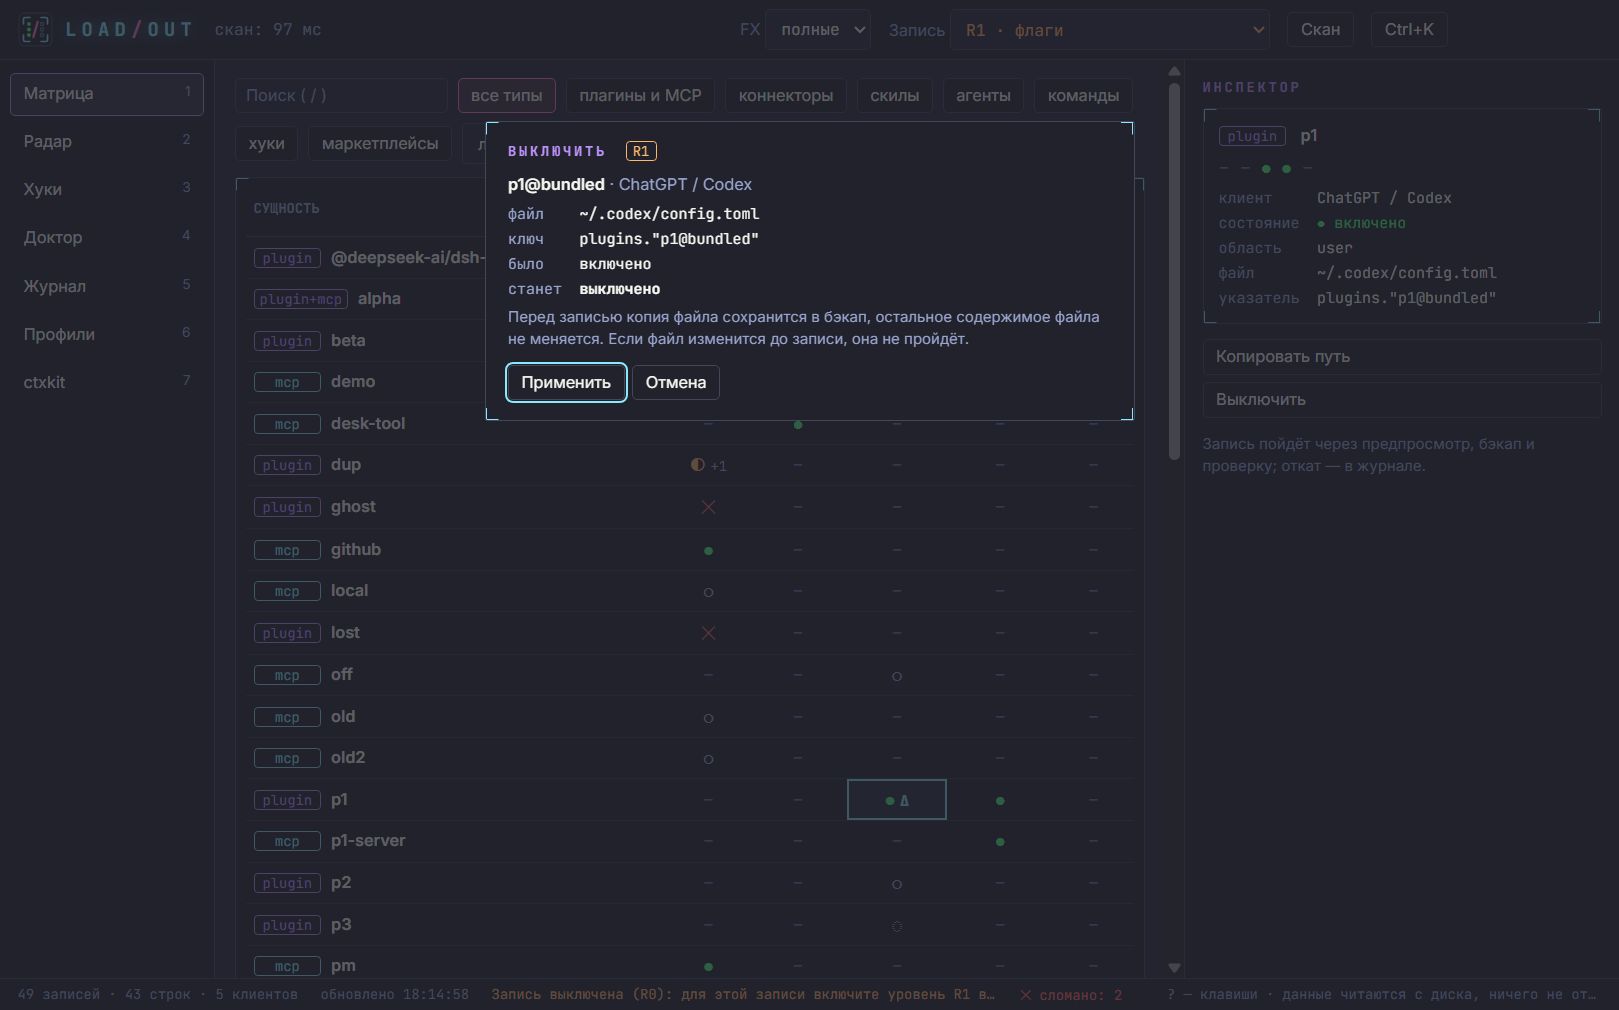 LOAD/OUT скан: 97 мс FX полные Запись R1 · флаги Скан Ctrl+K
Матрица 1
Радар 2
Хуки 3
Доктор 4
Журнал 5
Профили 6
ctxkit 7
Поиск ( / ) все типы плагины и MCP коннекторы скилы агенты команды
хуки маркетплейсы
ВЫКЛЮЧИТЬ R1
p1@bundled · ChatGPT / Codex
файл ~/.codex/config.toml
ключ plugins."p1@bundled"
было включено
станет выключено
Перед записью копия файла сохранится в бэкап, остальное содержимое файла
не меняется. Если файл изменится до записи, она не пройдёт.
Применить Отмена
СУЩНОСТЬ
plugin @deepseek-ai/dsh-
plugin+mcp alpha
plugin beta
mcp demo
mcp desk-tool – ● – – –
plugin dup ◐ +1 – – – –
plugin ghost × – – – –
mcp github ● – – – –
mcp local ○ – – – –
plugin lost × – – – –
mcp off – – ○ – –
mcp old ○ – – – –
mcp old2 ○ – – – –
plugin p1 – – ● Δ ● –
mcp p1-server – – – ● –
plugin p2 – – ○ – –
plugin p3 – – ◌ – –
mcp pm ● – – – –
ИНСПЕКТОР
plugin p1
– – ● ● –
клиент ChatGPT / Codex
состояние ● включено
область user
файл ~/.codex/config.toml
указатель plugins."p1@bundled"
Копировать путь
Выключить
Запись пойдёт через предпросмотр, бэкап и
проверку; откат — в журнале.
49 записей · 43 строк · 5 клиентов обновлено 18:14:58 Запись выключена (R0): для этой записи включите уровень R1 в… × сломано: 2 ? — клавиши · данные читаются с диска, ничего не от…